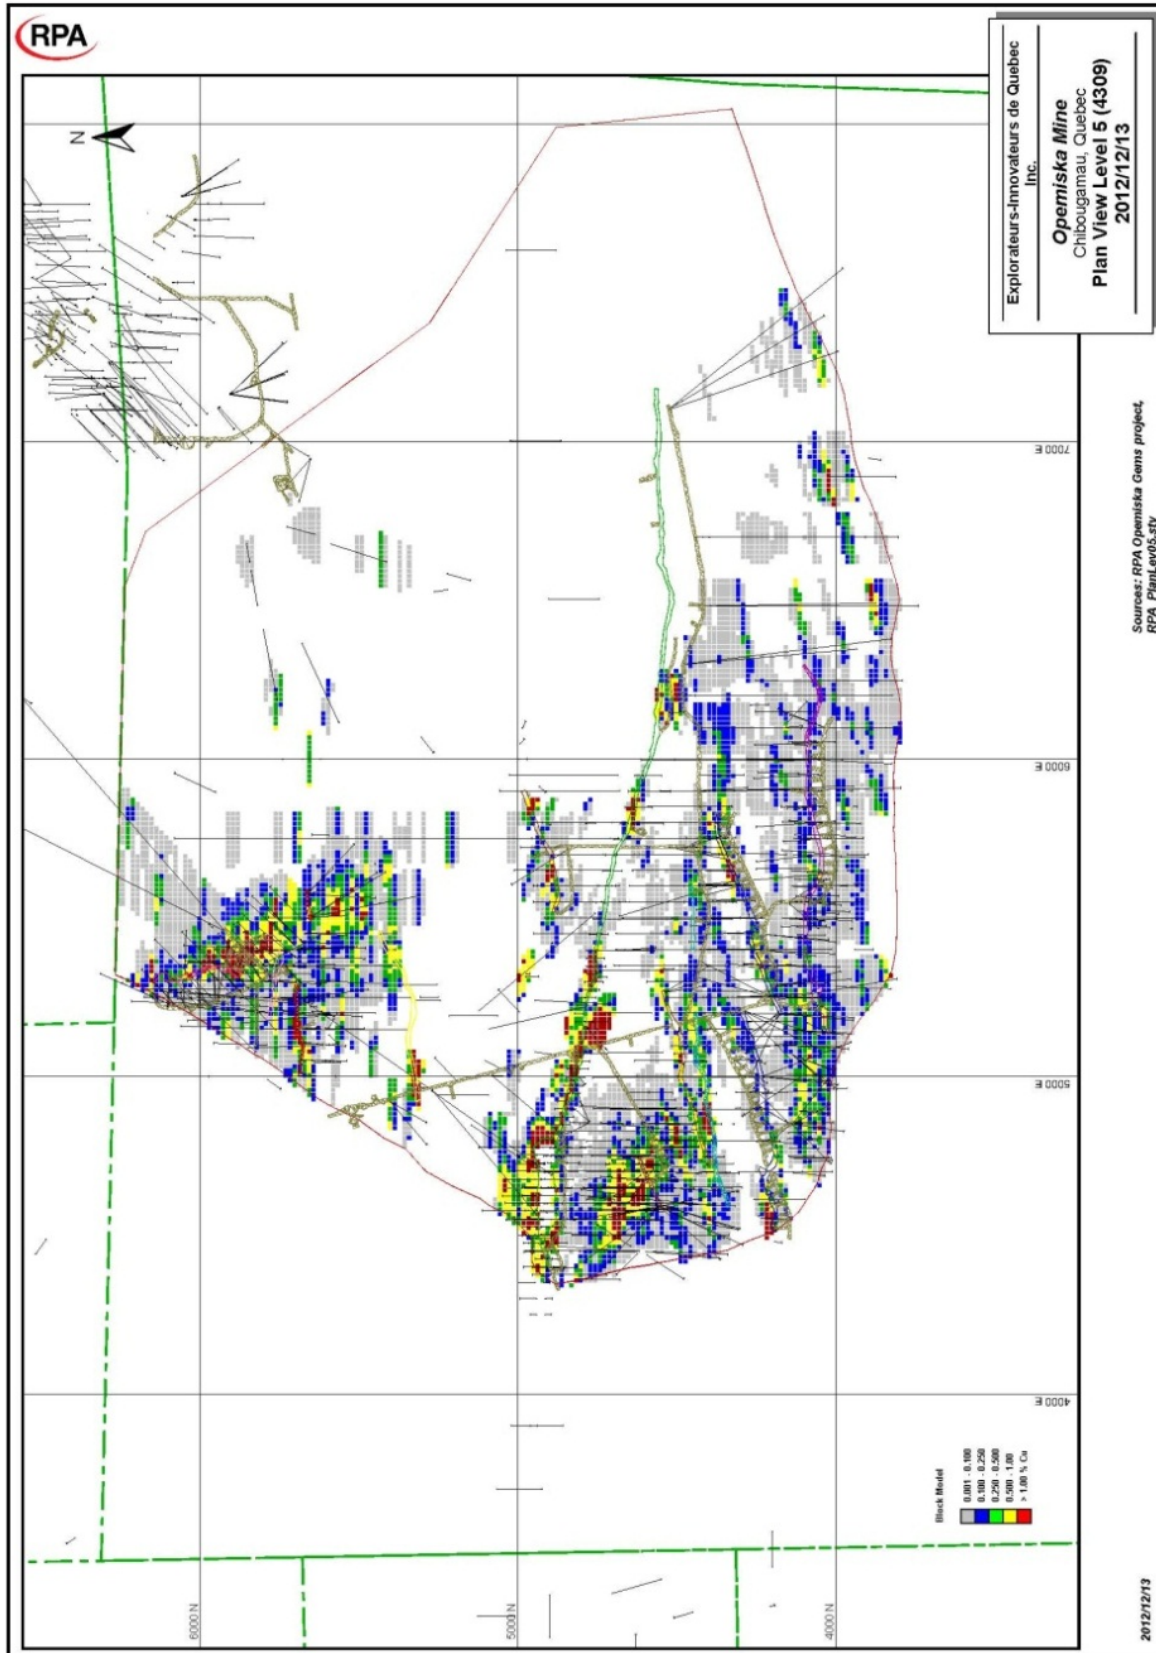 RPA
N
Explorateurs-Innovateurs de Quebec
Inc.
Opemiska Mine
Chibougamau, Quebec
Plan View Level 5 (4309)
2012/12/13
7000 E
6000 E
5000 E
4000 E
6000 N
5000 N
4000 N
Block Model
0.001 - 0.100
0.100 - 0.250
0.250 - 0.500
0.500 - 1.00
> 1.00 % Cu
Sources: RPA Opemiska Gems project,
RPA_PlanLev05.sty
2012/12/13